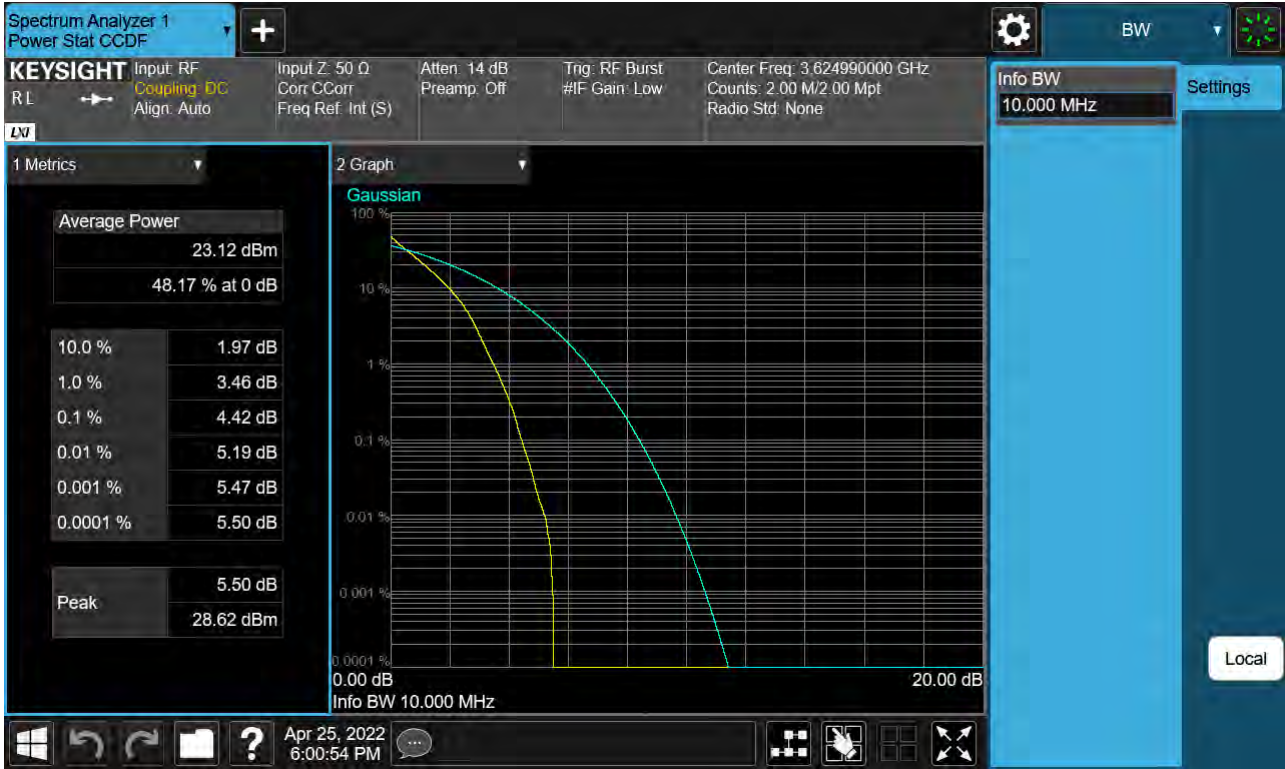 Spectrum Analyzer 1
Power Stat CCDF
BW
KEYSIGHT
RL
LXI
Input: RF
Coupling: DC
Align: Auto
Input Z: 50 Ω
Corr CCorr
Freq Ref: Int (S)
Atten: 14 dB
Preamp: Off
Trig: RF Burst
#IF Gain: Low
Center Freq: 3.624990000 GHz
Counts: 2.00 M/2.00 Mpt
Radio Std: None
Info BW
10.000 MHz
Settings
1 Metrics
Average Power
23.12 dBm
48.17 % at 0 dB
10.0 % 1.97 dB
1.0 % 3.46 dB
0.1 % 4.42 dB
0.01 % 5.19 dB
0.001 % 5.47 dB
0.0001 % 5.50 dB
Peak
5.50 dB
28.62 dBm
2 Graph
Gaussian
100 %
10 %
1 %
0.1 %
0.01 %
0.001 %
0.0001 %
0.00 dB 20.00 dB
Info BW 10.000 MHz
Local
?
Apr 25, 2022
6:00:54 PM